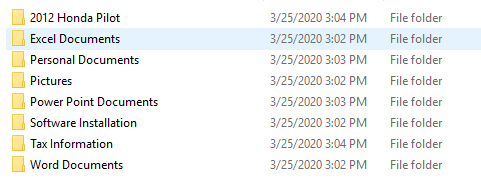 2012 Honda Pilot 3/25/2020 3:04 PM File folder
Excel Documents 3/25/2020 3:02 PM File folder
Personal Documents 3/25/2020 3:03 PM File folder
Pictures 3/25/2020 3:02 PM File folder
Power Point Documents 3/25/2020 3:03 PM File folder
Software Installation 3/25/2020 3:02 PM File folder
Tax Information 3/25/2020 3:04 PM File folder
Word Documents 3/25/2020 3:02 PM File folder